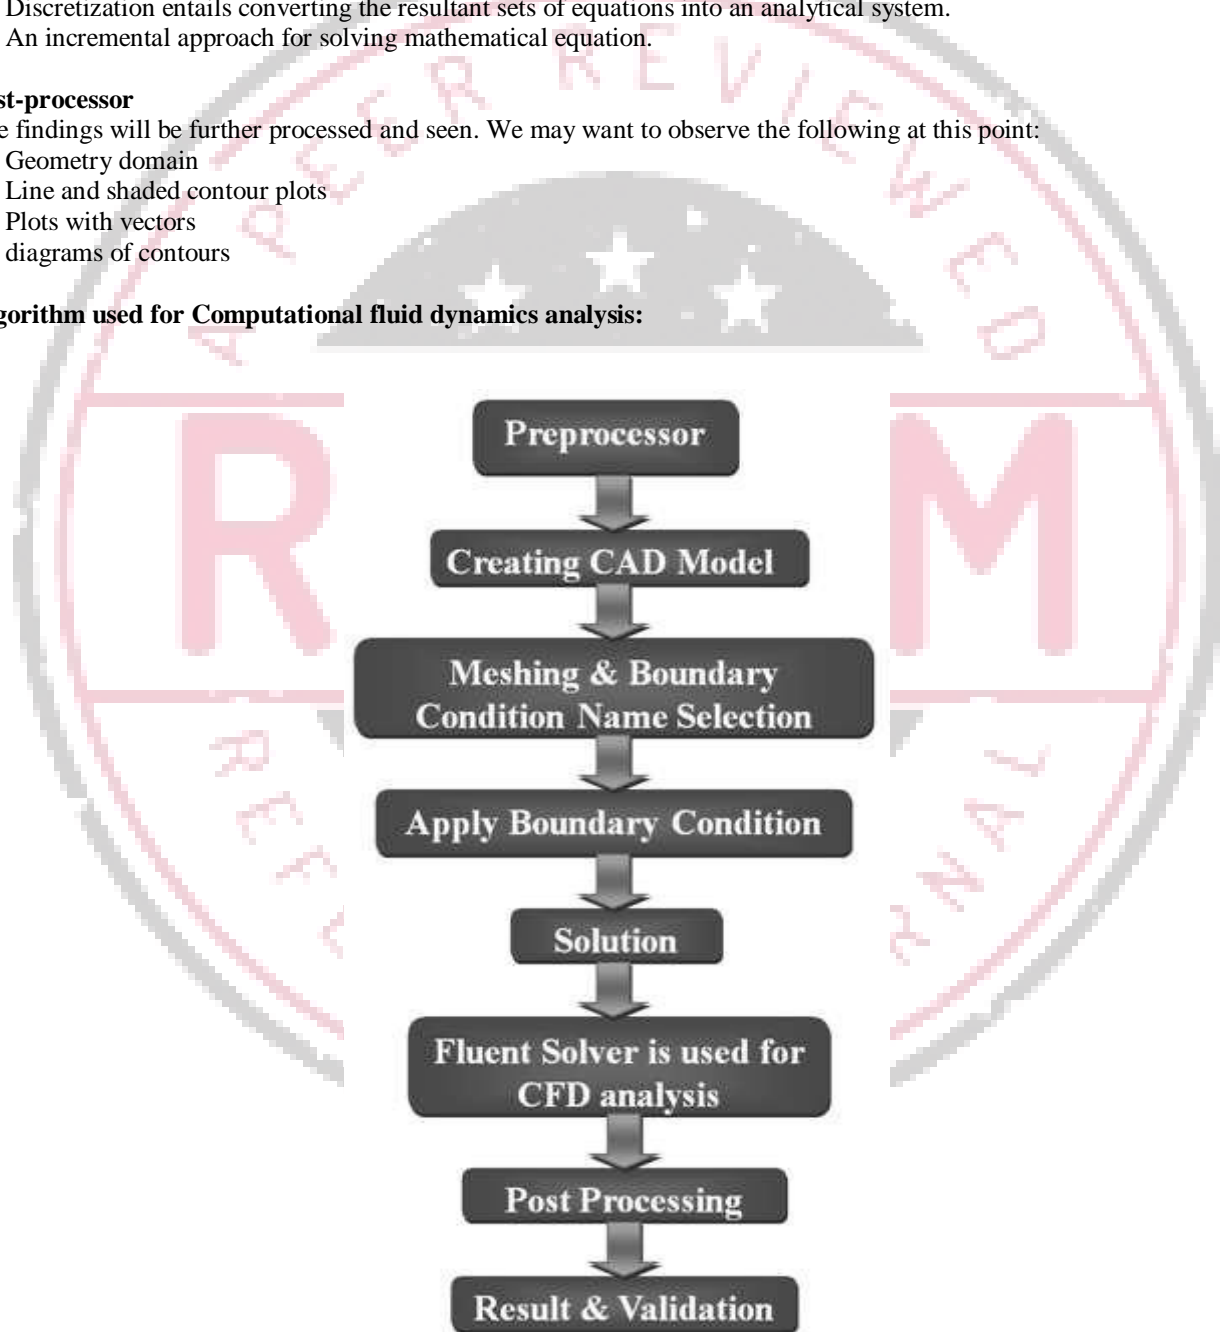 Discretization entails converting the resultant sets of equations into an analytical system.
An incremental approach for solving mathematical equation.
st-processor
e findings will be further processed and seen. We may want to observe the following at this point:
Geometry domain
Line and shaded contour plots
Plots with vectors
diagrams of contours
gorithm used for Computational fluid dynamics analysis:
A PEER REVIEWED
R M
Preprocessor
Creating CAD Model
Meshing & Boundary
Condition Name Selection
Apply Boundary Condition
Solution
Fluent Solver is used for
CFD analysis
Post Processing
Result & Validation